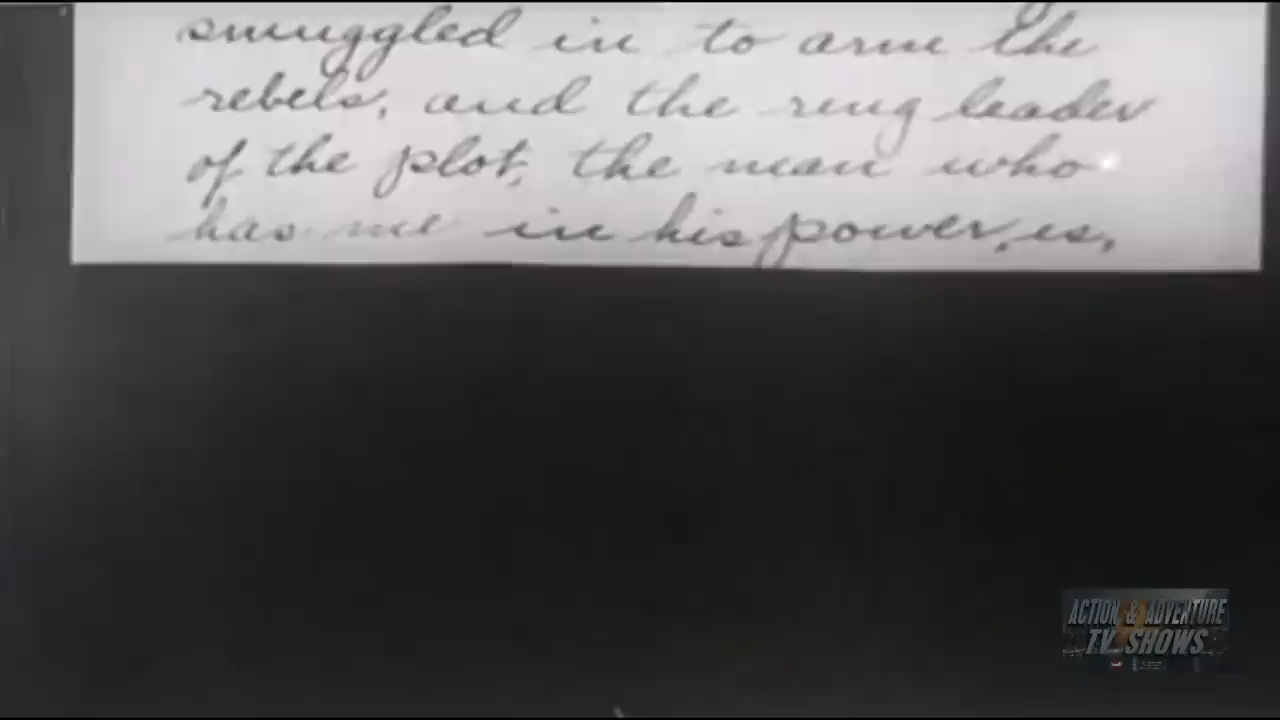 smuggled in to arm the
rebels, and the ring leader
of the plot, the man who
has me in his power, is,
ACTION & ADVENTURE
TV SHOWS